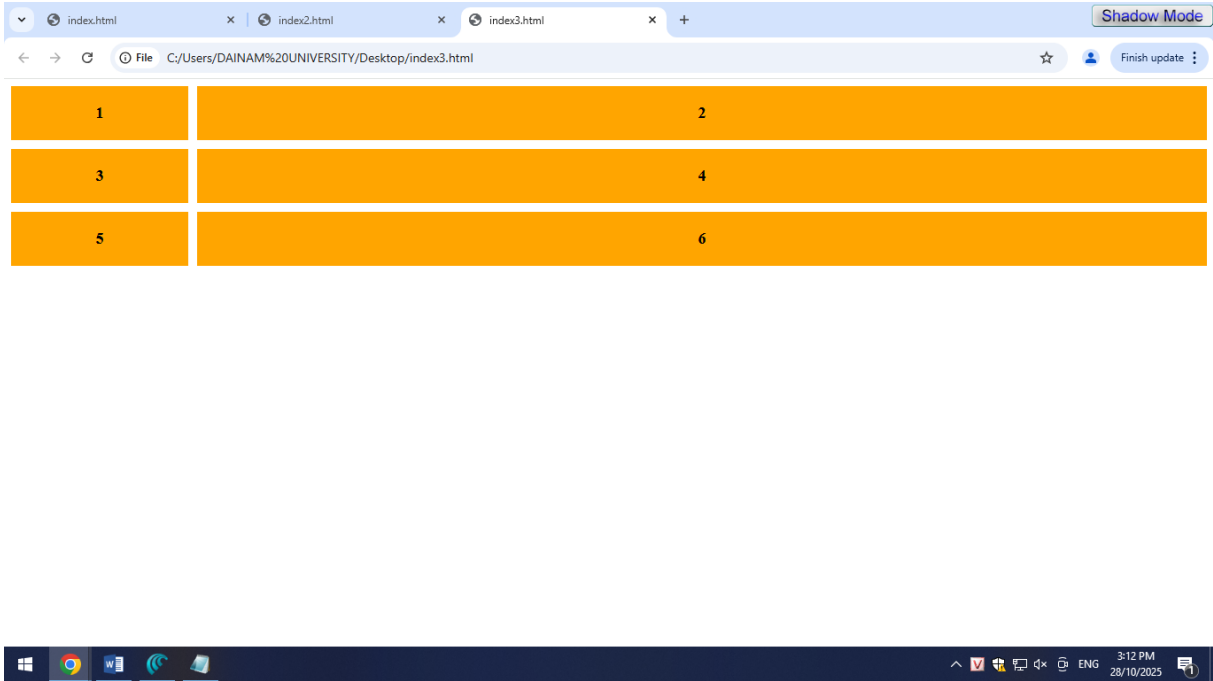 index.html
index2.html
index3.html
Shadow Mode
File C:/Users/DAINAM%20UNIVERSITY/Desktop/index3.html
Finish update
1 2
3 4
5 6
ENG
3:12 PM
28/10/2025
1